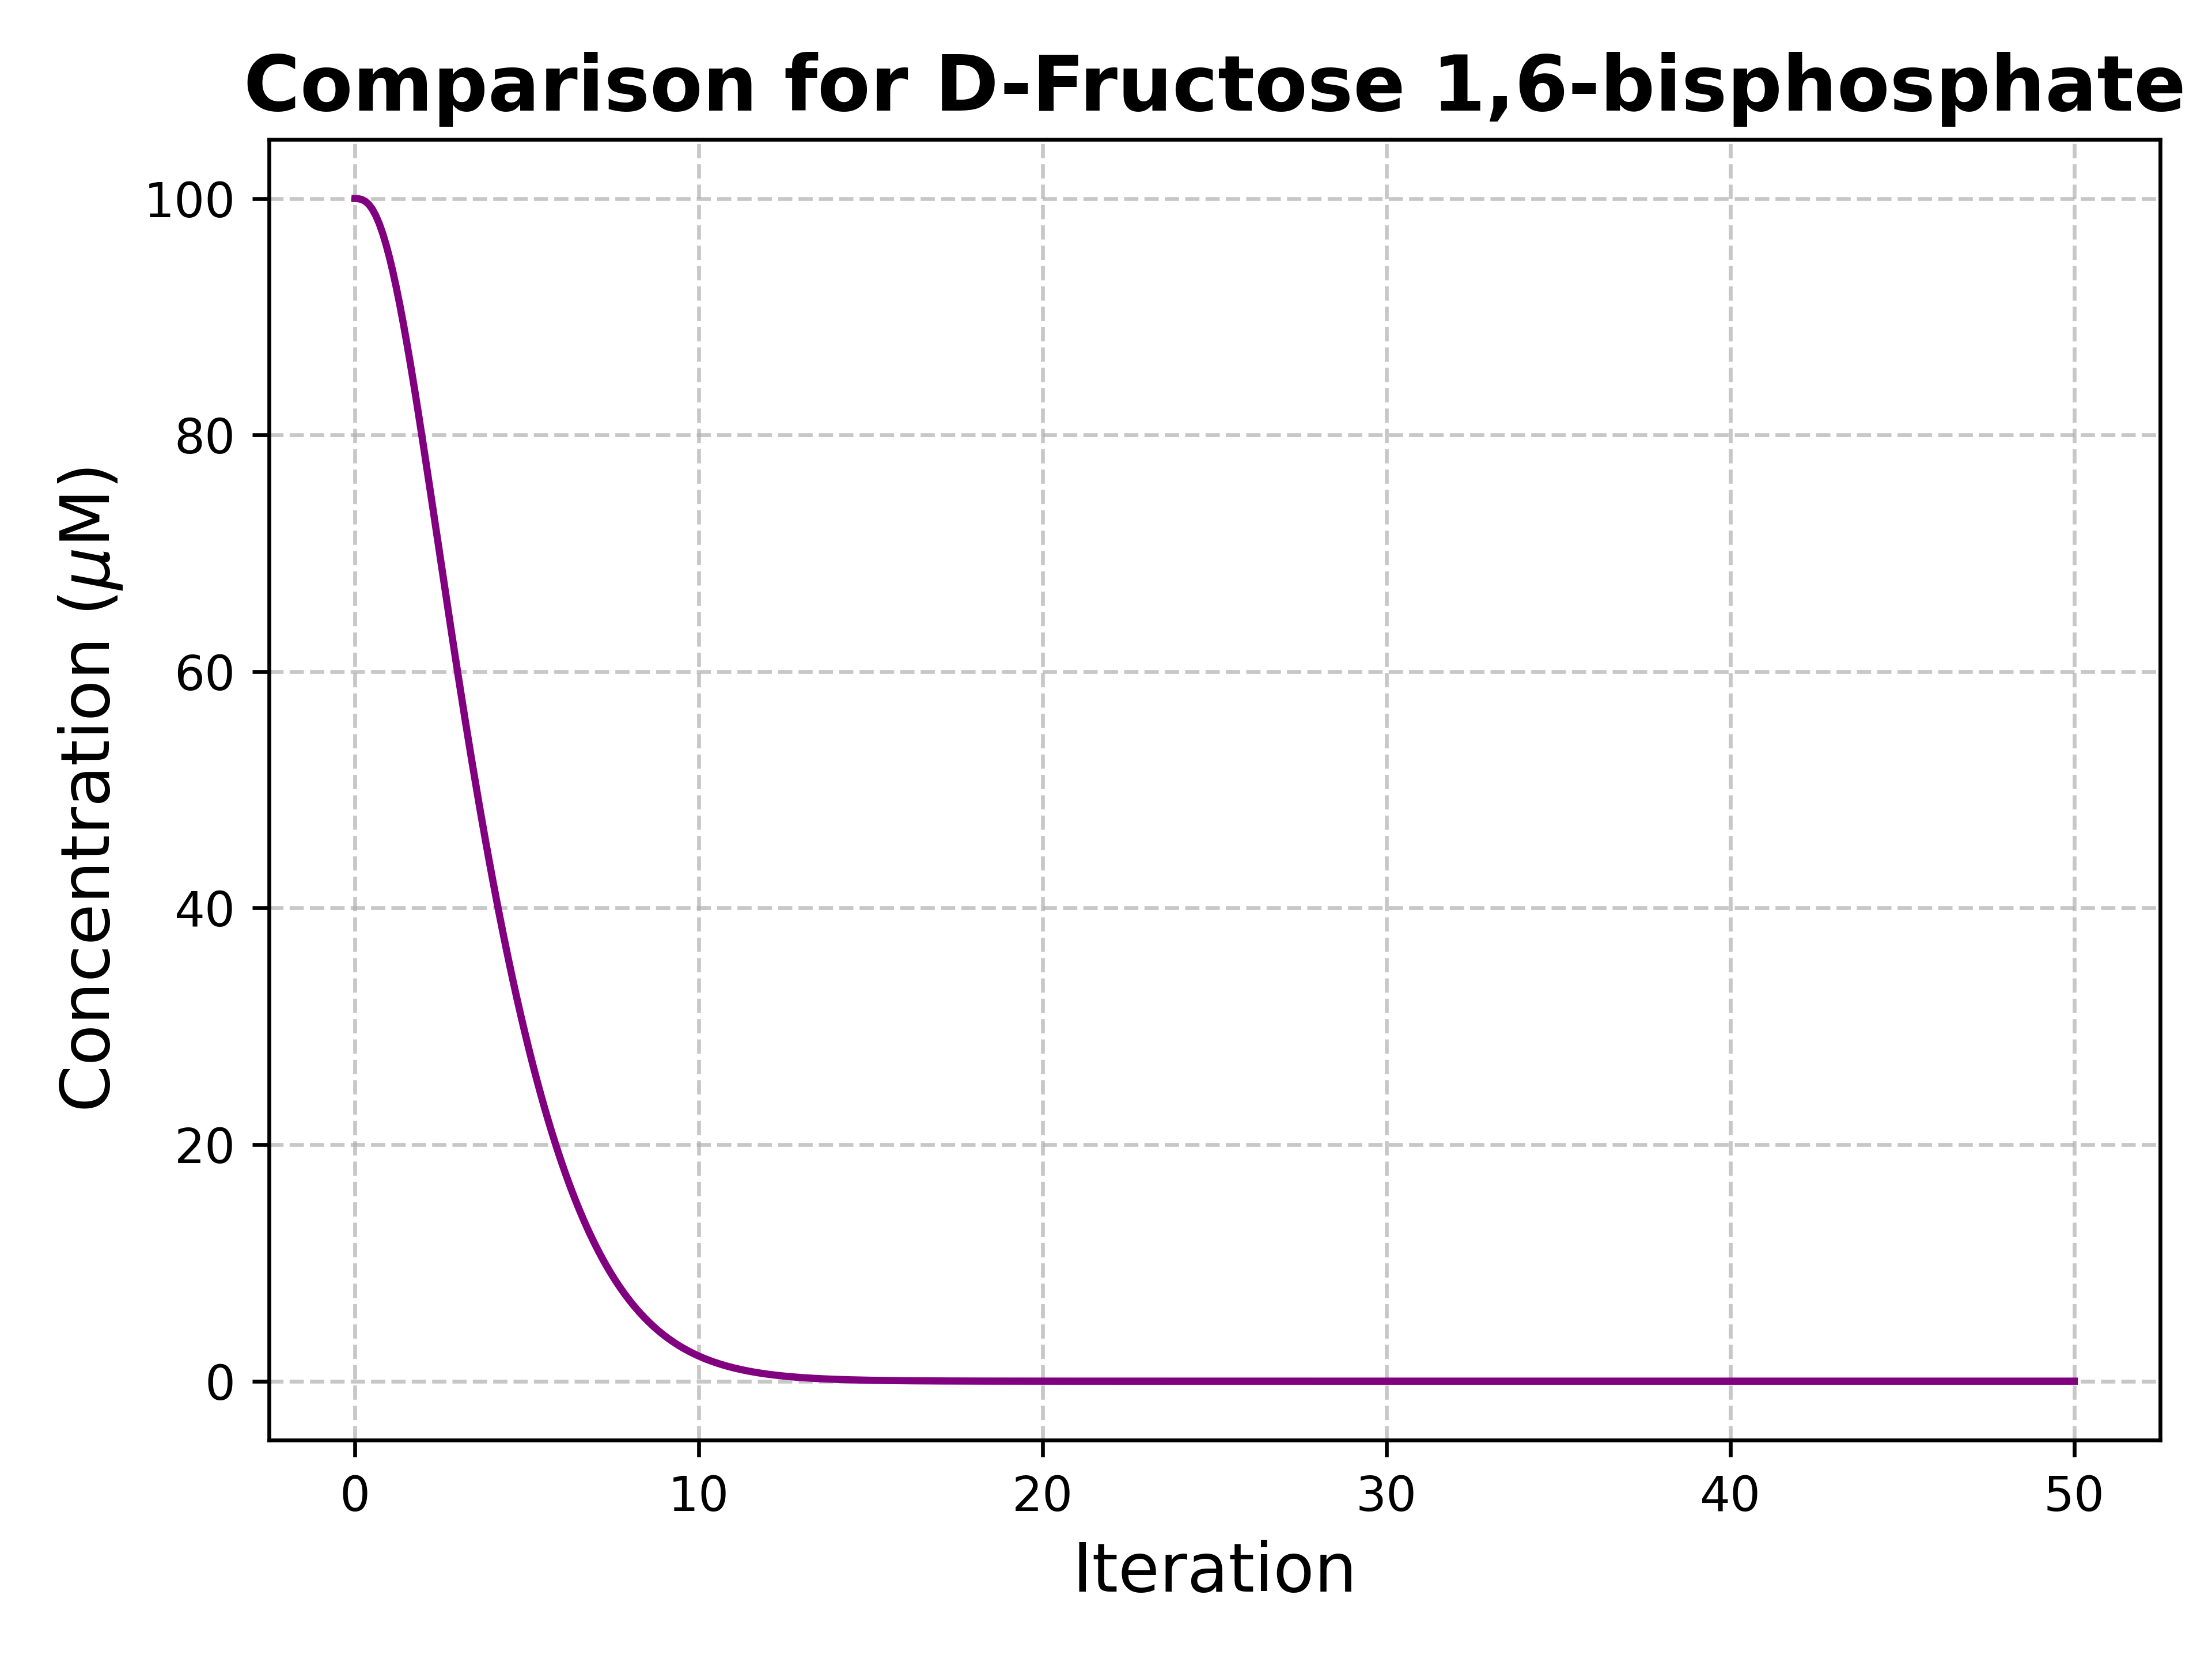 Comparison for D-Fructose 1,6-bisphosphate
Concentration (μM)
100
80
60
40
20
0
0 10 20 30 40 50
Iteration